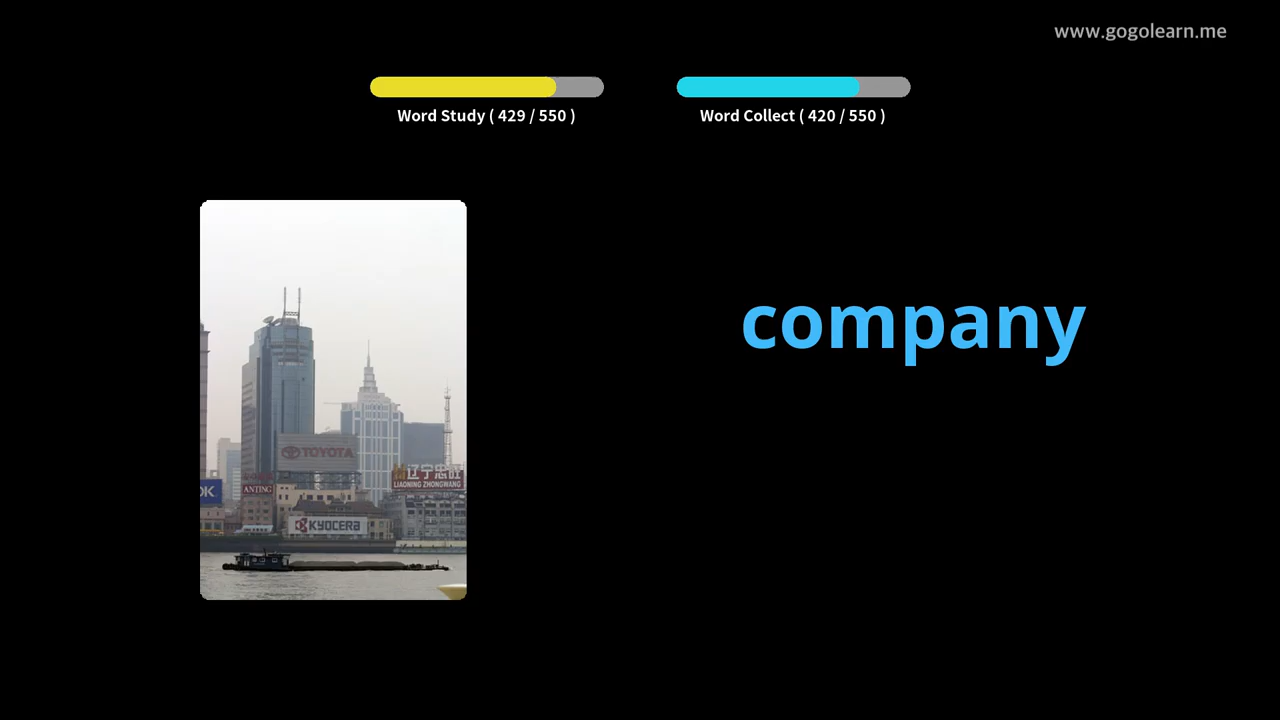 www.gogolearn.me
Word Study ( 429 / 550 )
Word Collect ( 420 / 550 )
company
TOYOTA
辽宁忠旺
LIAONING ZHONGWANG
OK
ANTING
KYOCERA